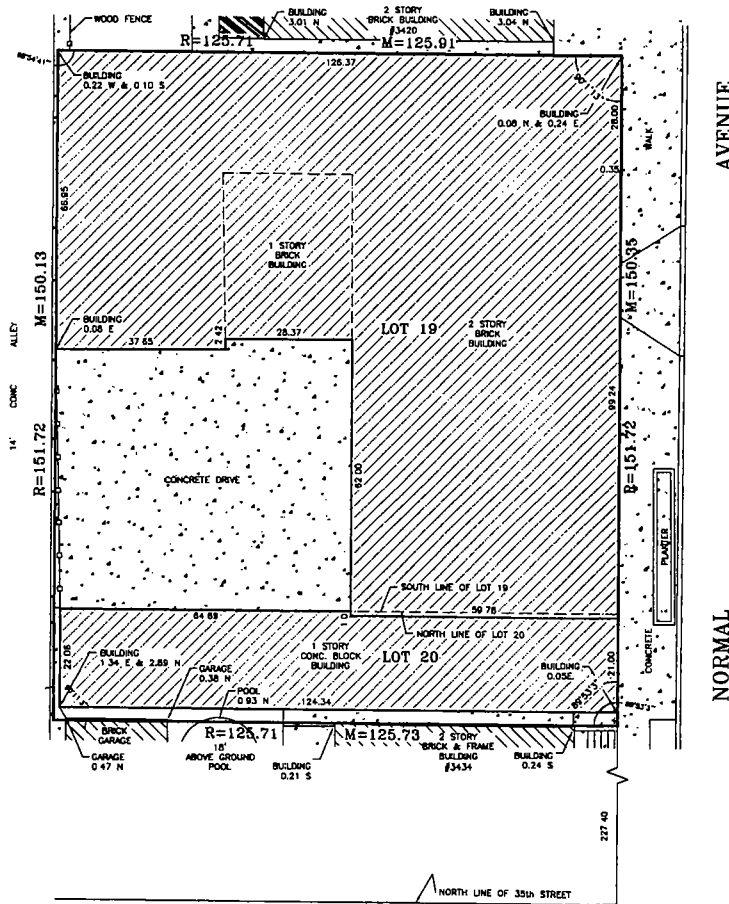 WOOD FENCE
BUILDING
3.01 N
2 STORY
BRICK BUILDING
#3420
BUILDING
3.04 N
R=125.71
M=125.91
126.37
BUILDING
0.22 W & 0.10 S
BUILDING
0.08 N & 0.24 E
28.00
WALK
AVENUE
0.35
66.95
1 STORY
BRICK
BUILDING
M=150.13
M=150.35
BUILDING
0.08 E
37.65
2.42
28.37
LOT 19
2 STORY
BRICK
BUILDING
14' CONC ALLEY
99.24
R=151.72
R=151.72
CONCRETE DRIVE
62.00
PLANTER
SOUTH LINE OF LOT 19
59.76
NORTH LINE OF LOT 20
64.69
1 STORY
CONC. BLOCK
BUILDING
LOT 20
22.06
BUILDING
1.34 E & 2.89 N
GARAGE
0.38 N
POOL
0.93 N
124.34
BUILDING
0.05E.
21.00
CONCRETE
NORMAL
BRICK
GARAGE
R=125.71
M=125.73
GARAGE
0.47 N
18'
ABOVE GROUND
POOL
BUILDING
0.21 S
2 STORY
BRICK & FRAME
BUILDING
#3434
BUILDING
0.24 S
227.40
NORTH LINE OF 35th STREET